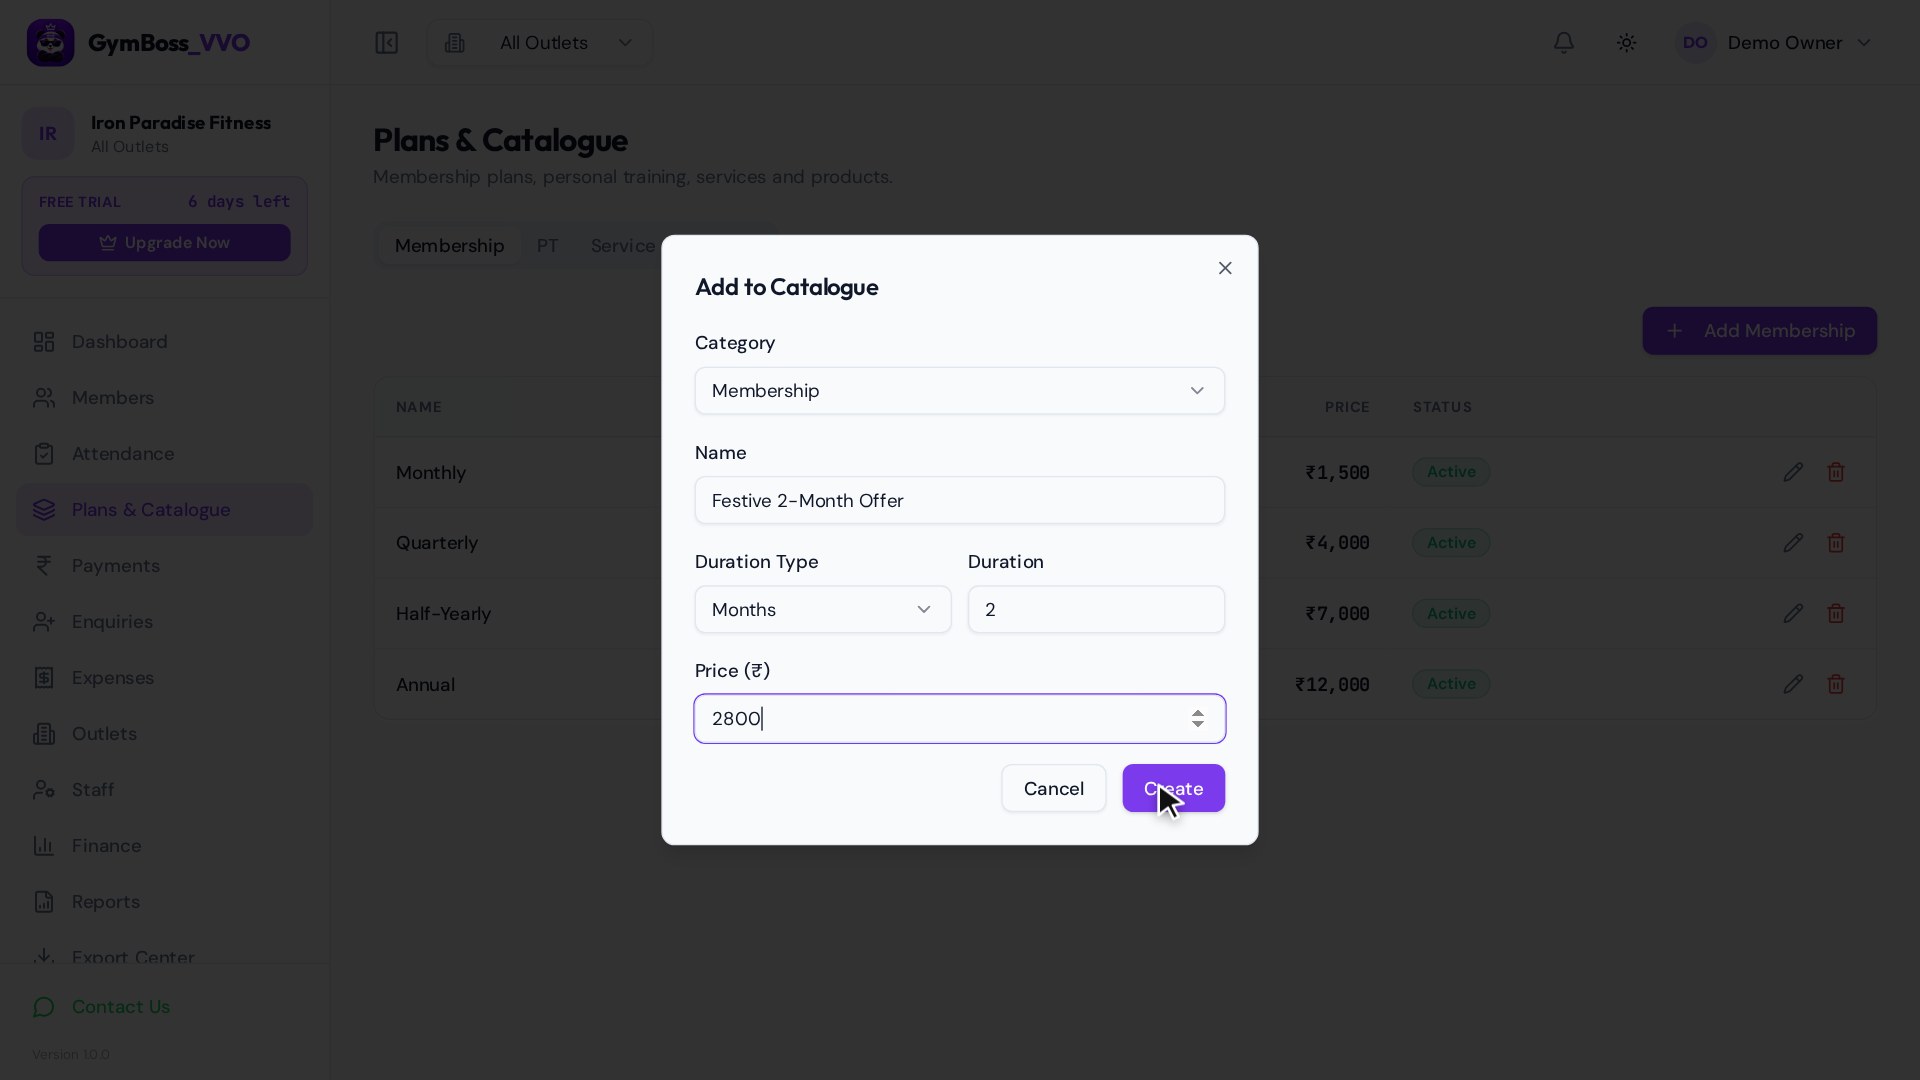 GymBoss_VVO
All Outlets
DO Demo Owner
IR Iron Paradise Fitness
All Outlets
FREE TRIAL 6 days left
Upgrade Now
Dashboard
Members
Attendance
Plans & Catalogue
Payments
Enquiries
Expenses
Outlets
Staff
Finance
Reports
Export Center
Contact Us
Version 1.0.0
Plans & Catalogue
Membership plans, personal training, services and products.
Membership PT Service
Add Membership
NAME PRICE STATUS
Monthly ₹1,500 Active
Quarterly ₹4,000 Active
Half-Yearly ₹7,000 Active
Annual ₹12,000 Active
Add to Catalogue
Category
Membership
Name
Festive 2-Month Offer
Duration Type Duration
Months 2
Price (₹)
2800
Cancel Create